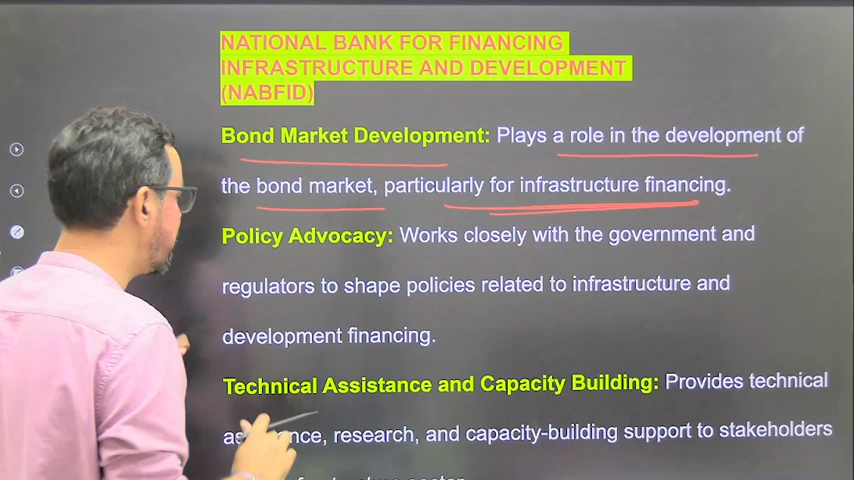 NATIONAL BANK FOR FINANCING
INFRASTRUCTURE AND DEVELOPMENT
(NABFID)
Bond Market Development: Plays a role in the development of
the bond market, particularly for infrastructure financing.
Policy Advocacy: Works closely with the government and
regulators to shape policies related to infrastructure and
development financing.
Technical Assistance and Capacity Building: Provides technical
research, and capacity-building support to stakeholders